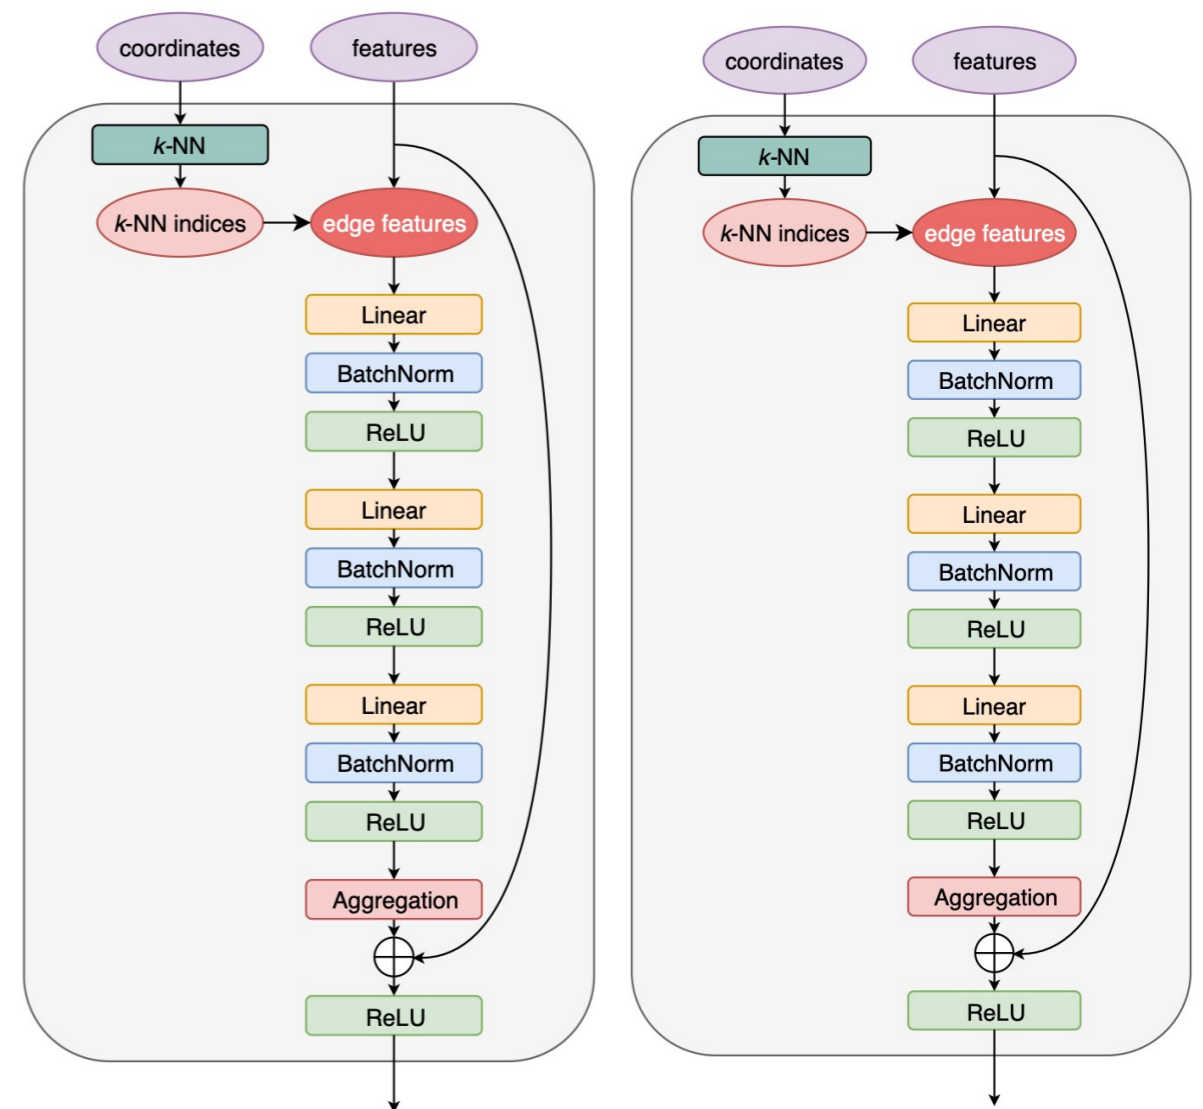 coordinates
features
k-NN
k-NN indices
edge features
Linear
BatchNorm
ReLU
Linear
BatchNorm
ReLU
Linear
BatchNorm
ReLU
Aggregation
ReLU
coordinates
features
k-NN
k-NN indices
edge features
Linear
BatchNorm
ReLU
Linear
BatchNorm
ReLU
Linear
BatchNorm
ReLU
Aggregation
ReLU